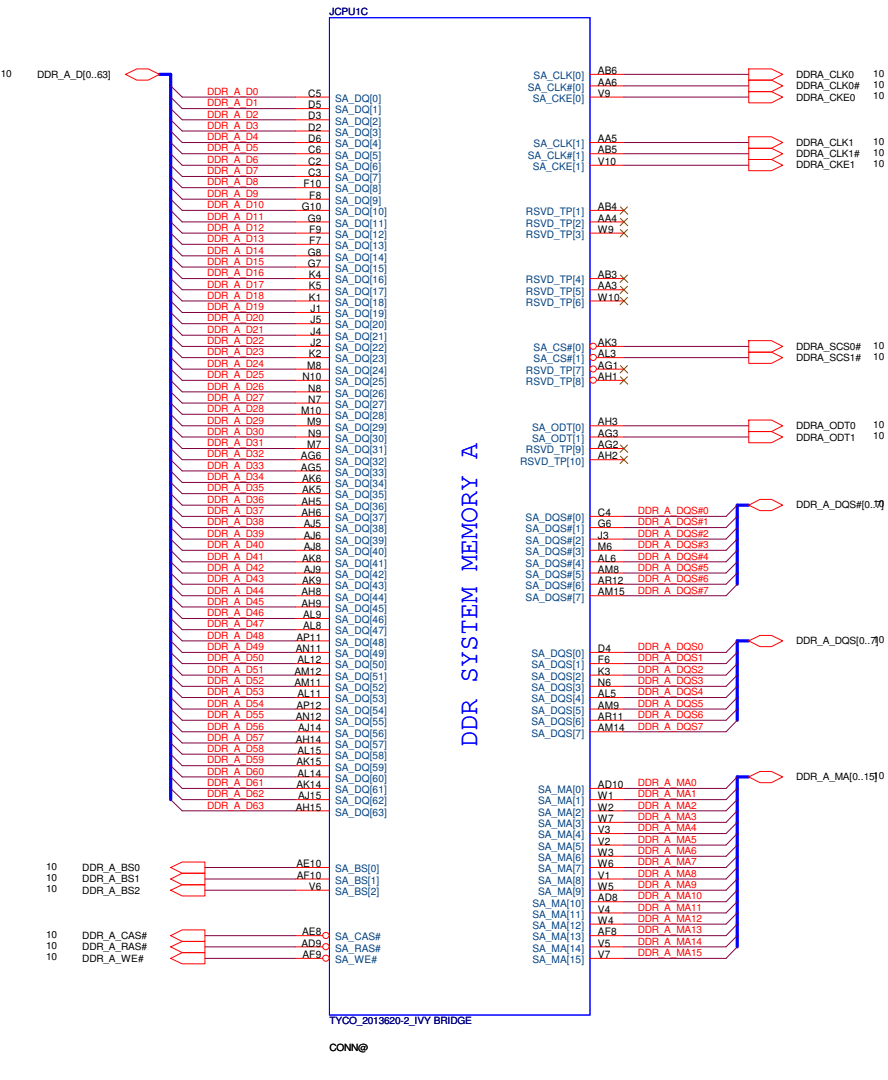 JCPU1C
10 DDR_A_D[0..63]
DDR_A_D0 C5 SA_DQ[0]
DDR_A_D1 D5 SA_DQ[1]
DDR_A_D2 D3 SA_DQ[2]
DDR_A_D3 D2 SA_DQ[3]
DDR_A_D4 D6 SA_DQ[4]
DDR_A_D5 C6 SA_DQ[5]
DDR_A_D6 C2 SA_DQ[6]
DDR_A_D7 C3 SA_DQ[7]
DDR_A_D8 F10 SA_DQ[8]
DDR_A_D9 F8 SA_DQ[9]
DDR_A_D10 G10 SA_DQ[10]
DDR_A_D11 G9 SA_DQ[11]
DDR_A_D12 F9 SA_DQ[12]
DDR_A_D13 F7 SA_DQ[13]
DDR_A_D14 G8 SA_DQ[14]
DDR_A_D15 G7 SA_DQ[15]
DDR_A_D16 K4 SA_DQ[16]
DDR_A_D17 K5 SA_DQ[17]
DDR_A_D18 K1 SA_DQ[18]
DDR_A_D19 J1 SA_DQ[19]
DDR_A_D20 J5 SA_DQ[20]
DDR_A_D21 J4 SA_DQ[21]
DDR_A_D22 J2 SA_DQ[22]
DDR_A_D23 K2 SA_DQ[23]
DDR_A_D24 M8 SA_DQ[24]
DDR_A_D25 N10 SA_DQ[25]
DDR_A_D26 N8 SA_DQ[26]
DDR_A_D27 N7 SA_DQ[27]
DDR_A_D28 M10 SA_DQ[28]
DDR_A_D29 M9 SA_DQ[29]
DDR_A_D30 N9 SA_DQ[30]
DDR_A_D31 M7 SA_DQ[31]
DDR_A_D32 AG6 SA_DQ[32]
DDR_A_D33 AG5 SA_DQ[33]
DDR_A_D34 AK6 SA_DQ[34]
DDR_A_D35 AK5 SA_DQ[35]
DDR_A_D36 AH5 SA_DQ[36]
DDR_A_D37 AH6 SA_DQ[37]
DDR_A_D38 AJ5 SA_DQ[38]
DDR_A_D39 AJ6 SA_DQ[39]
DDR_A_D40 AJ8 SA_DQ[40]
DDR_A_D41 AK8 SA_DQ[41]
DDR_A_D42 AJ9 SA_DQ[42]
DDR_A_D43 AK9 SA_DQ[43]
DDR_A_D44 AH8 SA_DQ[44]
DDR_A_D45 AH9 SA_DQ[45]
DDR_A_D46 AL9 SA_DQ[46]
DDR_A_D47 AL8 SA_DQ[47]
DDR_A_D48 AP11 SA_DQ[48]
DDR_A_D49 AN11 SA_DQ[49]
DDR_A_D50 AL12 SA_DQ[50]
DDR_A_D51 AM12 SA_DQ[51]
DDR_A_D52 AM11 SA_DQ[52]
DDR_A_D53 AL11 SA_DQ[53]
DDR_A_D54 AP12 SA_DQ[54]
DDR_A_D55 AN12 SA_DQ[55]
DDR_A_D56 AJ14 SA_DQ[56]
DDR_A_D57 AH14 SA_DQ[57]
DDR_A_D58 AL15 SA_DQ[58]
DDR_A_D59 AK15 SA_DQ[59]
DDR_A_D60 AL14 SA_DQ[60]
DDR_A_D61 AK14 SA_DQ[61]
DDR_A_D62 AJ15 SA_DQ[62]
DDR_A_D63 AH15 SA_DQ[63]
10 DDR_A_BS0 AE10 SA_BS[0]
10 DDR_A_BS1 AF10 SA_BS[1]
10 DDR_A_BS2 V6 SA_BS[2]
10 DDR_A_CAS# AE8 SA_CAS#
10 DDR_A_RAS# AD9 SA_RAS#
10 DDR_A_WE# AF9 SA_WE#
DDR SYSTEM MEMORY A
SA_CLK[0] AB6 DDRA_CLK0 10
SA_CLK#[0] AA6 DDRA_CLK0# 10
SA_CKE[0] V9 DDRA_CKE0 10
SA_CLK[1] AA5 DDRA_CLK1 10
SA_CLK#[1] AB5 DDRA_CLK1# 10
SA_CKE[1] V10 DDRA_CKE1 10
RSVD_TP[1] AB4
RSVD_TP[2] AA4
RSVD_TP[3] W9
RSVD_TP[4] AB3
RSVD_TP[5] AA3
RSVD_TP[6] W10
SA_CS#[0] AK3 DDRA_SCS0# 10
SA_CS#[1] AL3 DDRA_SCS1# 10
RSVD_TP[7] AG1
RSVD_TP[8] AH1
SA_ODT[0] AH3 DDRA_ODT0 10
SA_ODT[1] AG3 DDRA_ODT1 10
RSVD_TP[9] AG2
RSVD_TP[10] AH2
DDR_A_DQS#[0..7] 10
SA_DQS#[0] C4 DDR_A_DQS#0
SA_DQS#[1] G6 DDR_A_DQS#1
SA_DQS#[2] J3 DDR_A_DQS#2
SA_DQS#[3] M6 DDR_A_DQS#3
SA_DQS#[4] AL6 DDR_A_DQS#4
SA_DQS#[5] AM8 DDR_A_DQS#5
SA_DQS#[6] AR12 DDR_A_DQS#6
SA_DQS#[7] AM15 DDR_A_DQS#7
DDR_A_DQS[0..7] 10
SA_DQS[0] D4 DDR_A_DQS0
SA_DQS[1] F6 DDR_A_DQS1
SA_DQS[2] K3 DDR_A_DQS2
SA_DQS[3] N6 DDR_A_DQS3
SA_DQS[4] AL5 DDR_A_DQS4
SA_DQS[5] AM9 DDR_A_DQS5
SA_DQS[6] AR11 DDR_A_DQS6
SA_DQS[7] AM14 DDR_A_DQS7
DDR_A_MA[0..15] 10
SA_MA[0] AD10 DDR_A_MA0
SA_MA[1] W1 DDR_A_MA1
SA_MA[2] W2 DDR_A_MA2
SA_MA[3] W7 DDR_A_MA3
SA_MA[4] V3 DDR_A_MA4
SA_MA[5] V2 DDR_A_MA5
SA_MA[6] W3 DDR_A_MA6
SA_MA[7] W6 DDR_A_MA7
SA_MA[8] V1 DDR_A_MA8
SA_MA[9] W5 DDR_A_MA9
SA_MA[10] AD8 DDR_A_MA10
SA_MA[11] V4 DDR_A_MA11
SA_MA[12] W4 DDR_A_MA12
SA_MA[13] AF8 DDR_A_MA13
SA_MA[14] V5 DDR_A_MA14
SA_MA[15] V7 DDR_A_MA15
TYCO_2013620-2_IVY BRIDGE
CONN@